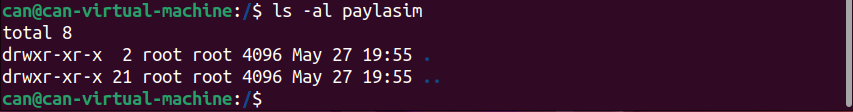 can@can-virtual-machine:/$ ls -al paylasim
total 8
drwxr-xr-x  2 root root 4096 May 27 19:55 .
drwxr-xr-x 21 root root 4096 May 27 19:55 ..
can@can-virtual-machine:/$